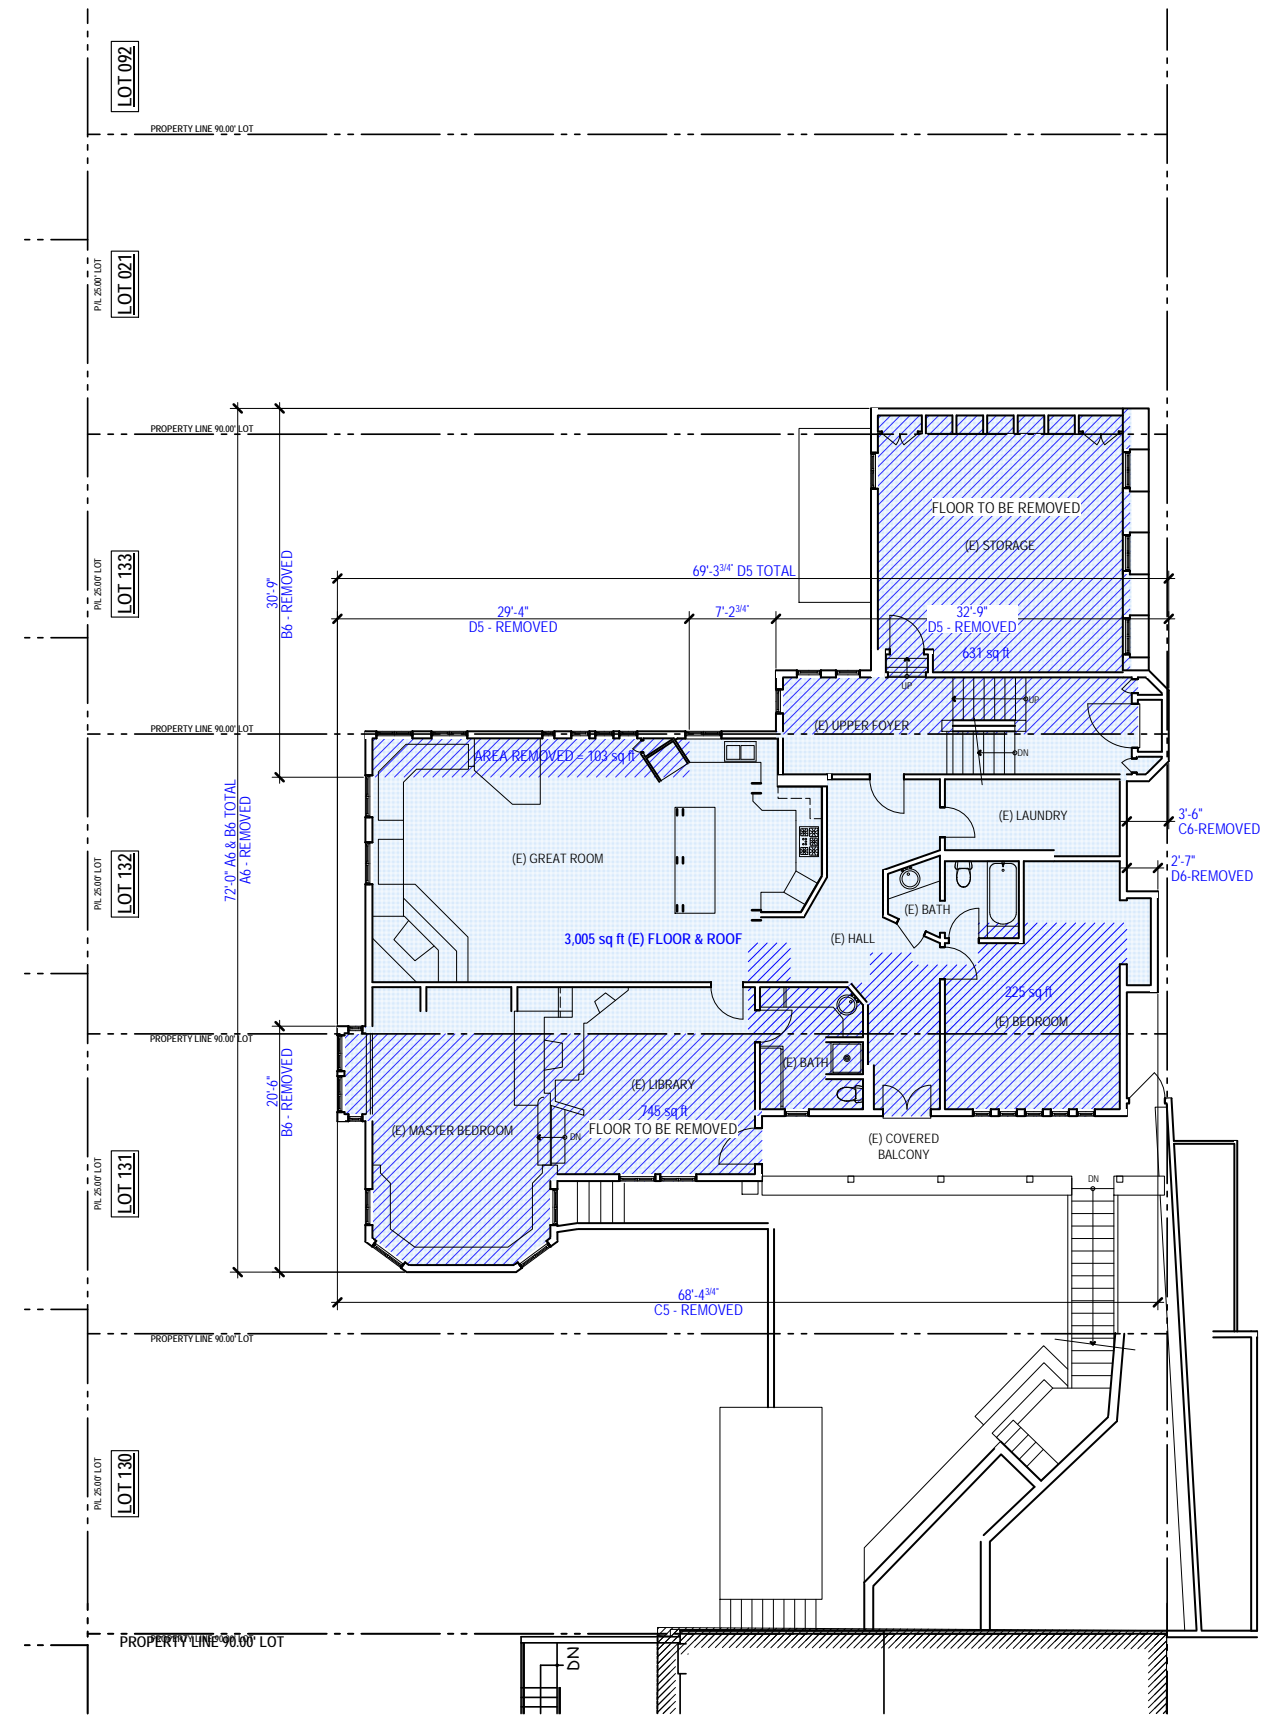 LOT 092
PROPERTY LINE 90.00' LOT
LOT 021
P/L 25.00' LOT
PROPERTY LINE 90.00' LOT
FLOOR TO BE REMOVED
(E) STORAGE
LOT 133
P/L 25.00' LOT
30'-9"
B6 - REMOVED
69'-3 3/4" D5 TOTAL
29'-4"
D5 - REMOVED
7'-2 3/4"
32'-9"
D5 - REMOVED
631 sq ft
UP
UP
(E) UPPER FOYER
PROPERTY LINE 90.00' LOT
DN
AREA REMOVED = 103 sq ft
72'-0" A6 & B6 TOTAL
A6 - REMOVED
(E) LAUNDRY
3'-6"
C6-REMOVED
(E) GREAT ROOM
2'-7"
D6-REMOVED
LOT 132
P/L 25.00' LOT
(E) BATH
3,005 sq ft (E) FLOOR & ROOF
(E) HALL
225 sq ft
(E) BEDROOM
PROPERTY LINE 90.00' LOT
(E) BATH
20'-6"
B6 - REMOVED
(E) LIBRARY
745 sq ft
FLOOR TO BE REMOVED
(E) MASTER BEDROOM
DN
(E) COVERED
BALCONY
LOT 131
P/L 25.00' LOT
DN
68'-4 3/4"
C5 - REMOVED
PROPERTY LINE 90.00' LOT
LOT 130
P/L 25.00' LOT
PROPERTY LINE 90.00' LOT
PROPERTY LINE 90.00' LOT
DN